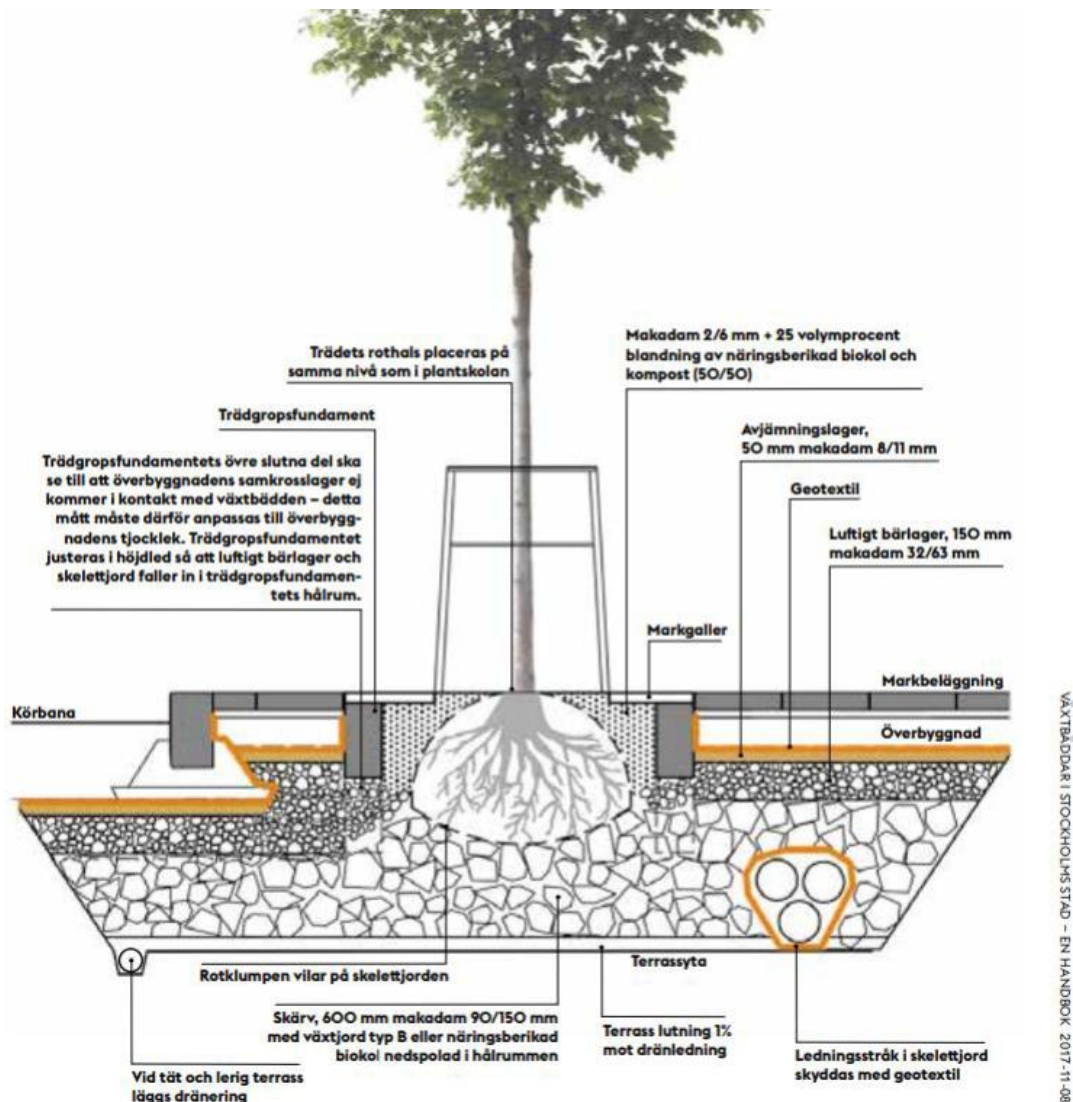 Trädets rothals placeras på
samma nivå som i plantskolan
Makadam 2/6 mm + 25 volymprocent
blandning av näringsberikad biokol och
kompost (50/50)
Trädgropsfundament
Avjämningslager,
50 mm makadam 8/11 mm
Trädgropsfundamentets övre slutna del ska
se till att överbyggnadens samkrosslager ej
kommer i kontakt med växtbädden – detta
mått måste därför anpassas till överbygg-
nadens tjocklek. Trädgropsfundamentet
justeras i höjdled så att luftigt bärlager och
skelettjord faller in i trädgropsfundamen-
tets hålrum.
Geotextil
Luftigt bärlager, 150 mm
makadam 32/63 mm
Markgaller
Markbeläggning
Körbana
Överbyggnad
Terrassyta
Rotklumpen vilar på skelettjorden
Skärv, 600 mm makadam 90/150 mm
med växtjord typ B eller näringsberikad
biokol nedspolad i hålrummen
Terrass lutning 1%
mot dränledning
Ledningsstråk i skelettjord
skyddas med geotextil
Vid tät och lerig terrass
läggs dränering
VÄXTBÄDDAR I STOCKHOLMS STAD – EN HANDBOK 2017-11-08